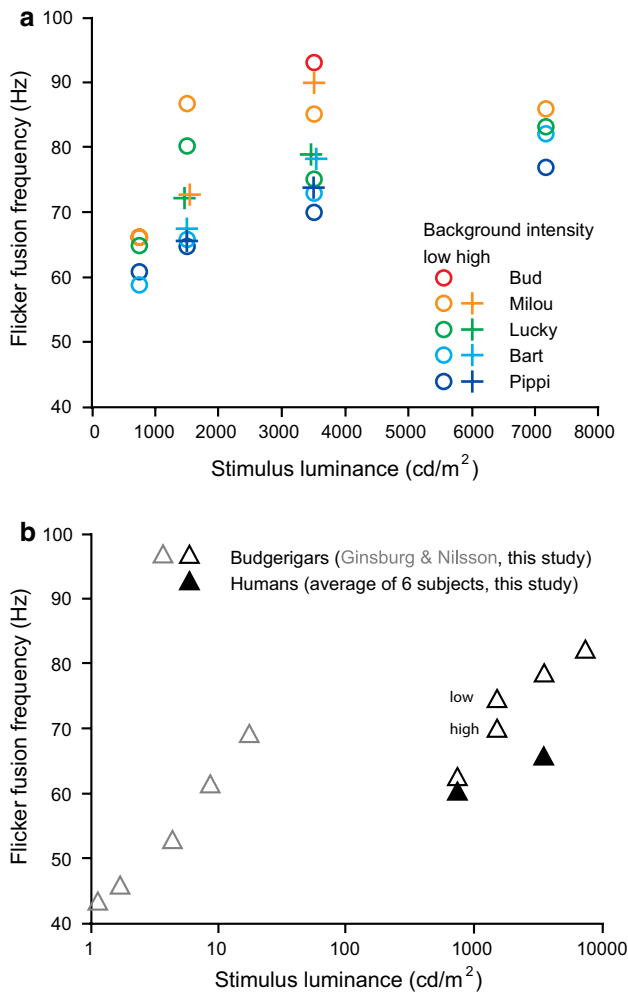 a
100
90
80
70
60
50
40
Flicker fusion frequency (Hz)
0 1000 2000 3000 4000 5000 6000 7000 8000
Stimulus luminance (cd/m²)
Background intensity
low high
Bud
Milou
Lucky
Bart
Pippi
b
100
90
80
70
60
50
40
Flicker fusion frequency (Hz)
Budgerigars (Ginsburg & Nilsson, this study)
Humans (average of 6 subjects, this study)
low
high
1 10 100 1000 10000
Stimulus luminance (cd/m²)